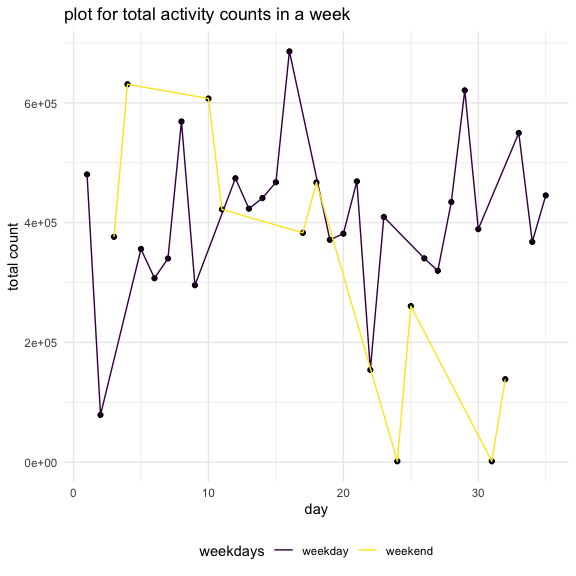 plot for total activity counts in a week
total count
6e+05
4e+05
2e+05
0e+00
0 10 20 30
day
weekdays weekday weekend